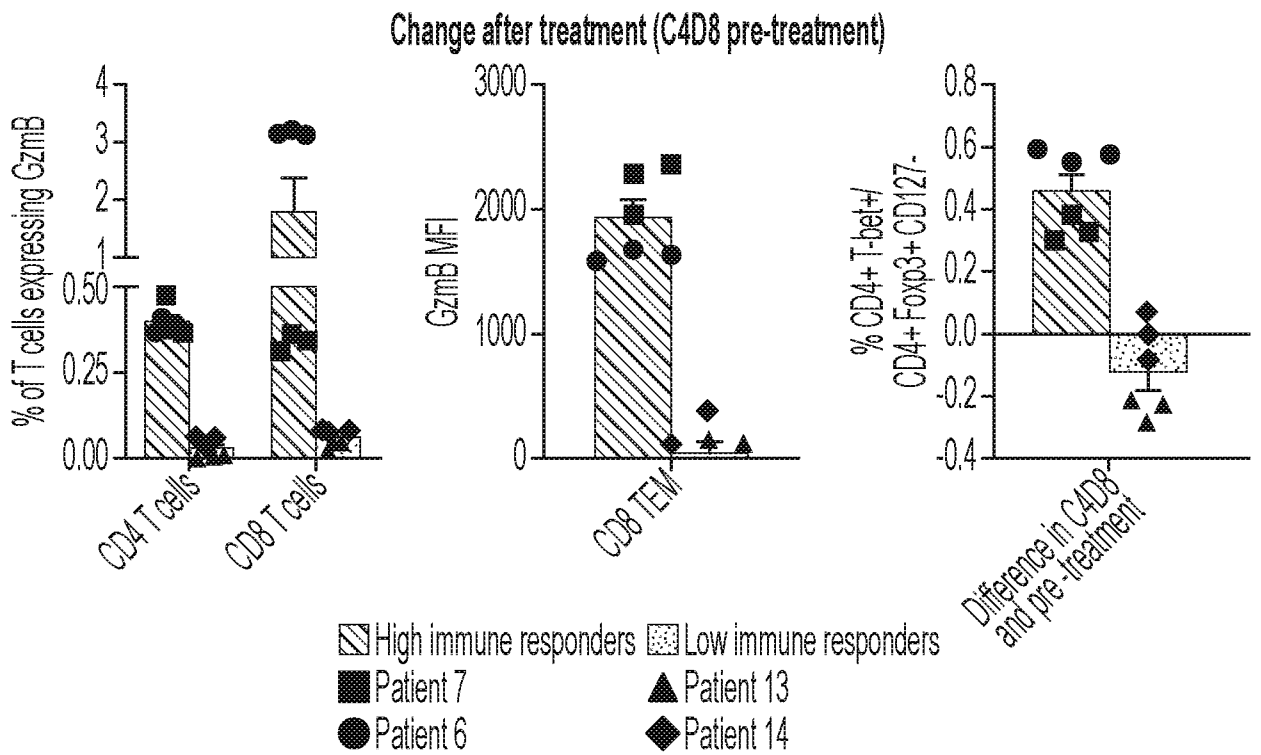 Change after treatment (C4D8 pre-treatment)
% of T cells expressing GzmB
4
3
2
1
0.50
0.25
0.00
CD4 T cells
CD8 T cells
GzmB MFI
3000
2000
1000
0
CD8 TEM
% CD4+ T-bet+/
CD4+ Foxp3+ CD127-
0.8
0.6
0.4
0.2
0.0
-0.2
-0.4
Difference in C4D8
and pre -treatment
High immune responders
Low immune responders
Patient 7
Patient 13
Patient 6
Patient 14